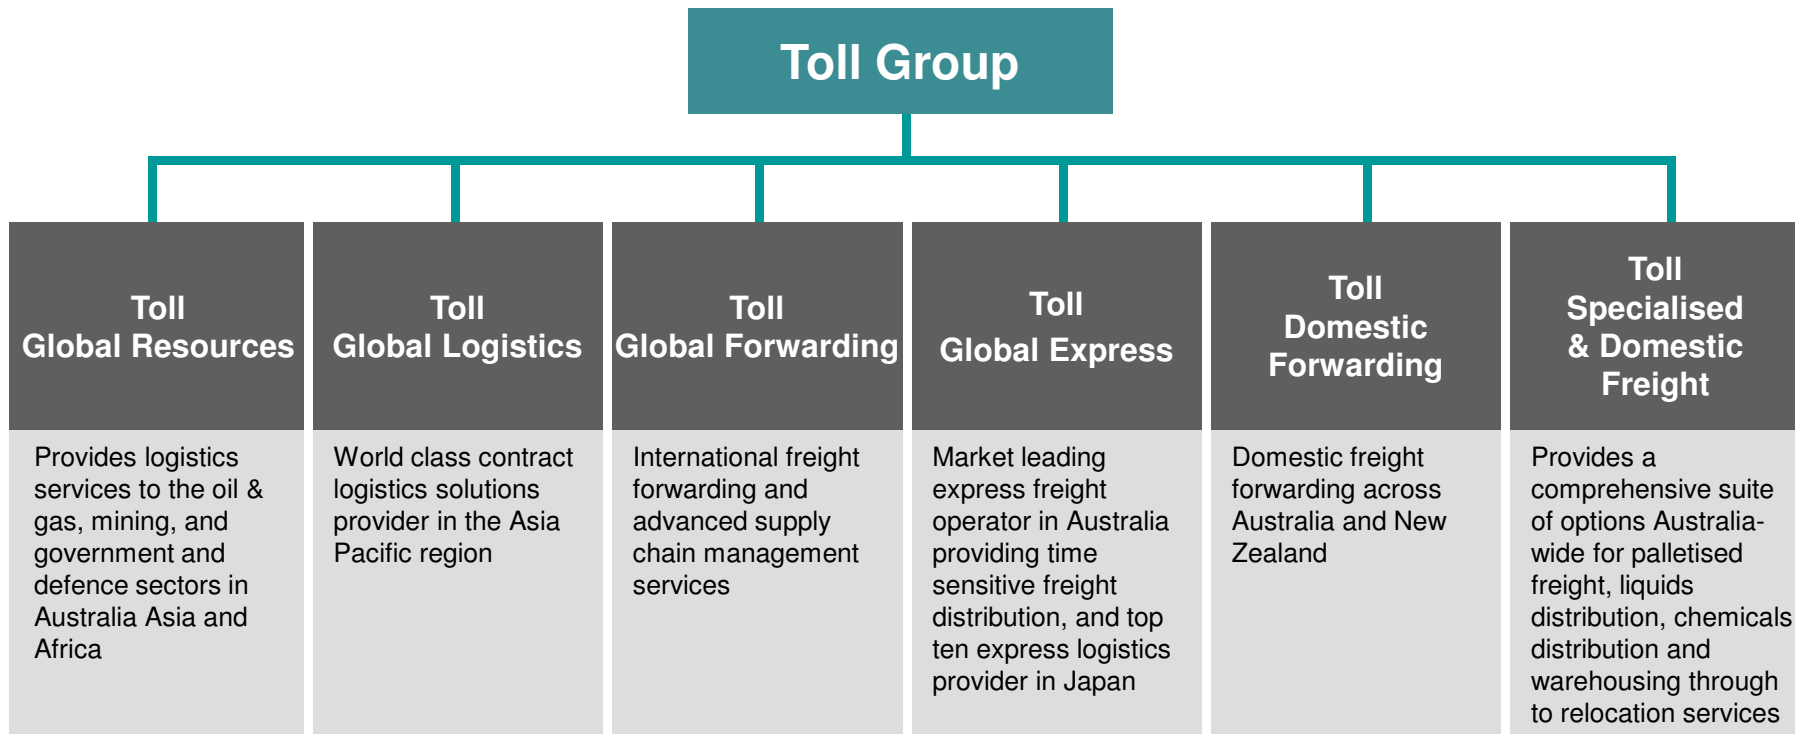 Toll Group
Toll
Global Resources
Toll
Global Logistics
Toll
Global Forwarding
Toll
Global Express
Toll
Domestic
Forwarding
Toll
Specialised
& Domestic
Freight
Provides logistics
services to the oil &
gas, mining, and
government and
defence sectors in
Australia Asia and
Africa
World class contract
logistics solutions
provider in the Asia
Pacific region
International freight
forwarding and
advanced supply
chain management
services
Market leading
express freight
operator in Australia
providing time
sensitive freight
distribution, and top
ten express logistics
provider in Japan
Domestic freight
forwarding across
Australia and New
Zealand
Provides a
comprehensive suite
of options Australia-
wide for palletised
freight, liquids
distribution, chemicals
distribution and
warehousing through
to relocation services